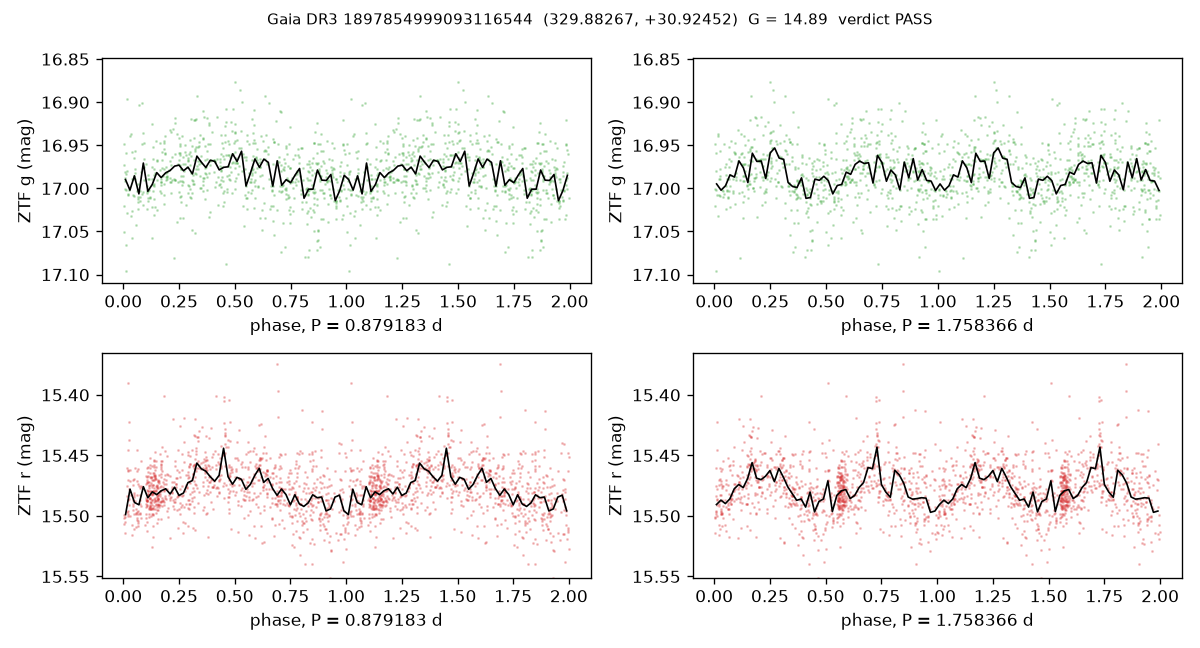 Gaia DR3 1897854999093116544 (329.88267, +30.92452) G = 14.89 verdict PASS
ZTF g (mag)
16.85
16.90
16.95
17.00
17.05
17.10
0.00 0.25 0.50 0.75 1.00 1.25 1.50 1.75 2.00
phase, P = 0.879183 d
ZTF g (mag)
16.85
16.90
16.95
17.00
17.05
17.10
0.00 0.25 0.50 0.75 1.00 1.25 1.50 1.75 2.00
phase, P = 1.758366 d
ZTF r (mag)
15.40
15.45
15.50
15.55
0.00 0.25 0.50 0.75 1.00 1.25 1.50 1.75 2.00
phase, P = 0.879183 d
ZTF r (mag)
15.40
15.45
15.50
15.55
0.00 0.25 0.50 0.75 1.00 1.25 1.50 1.75 2.00
phase, P = 1.758366 d